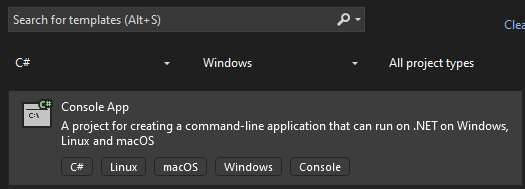 Search for templates (Alt+S)
Clea
C#
Windows
All project types
C#
C:\
Console App
A project for creating a command-line application that can run on .NET on Windows,
Linux and macOS
C#
Linux
macOS
Windows
Console